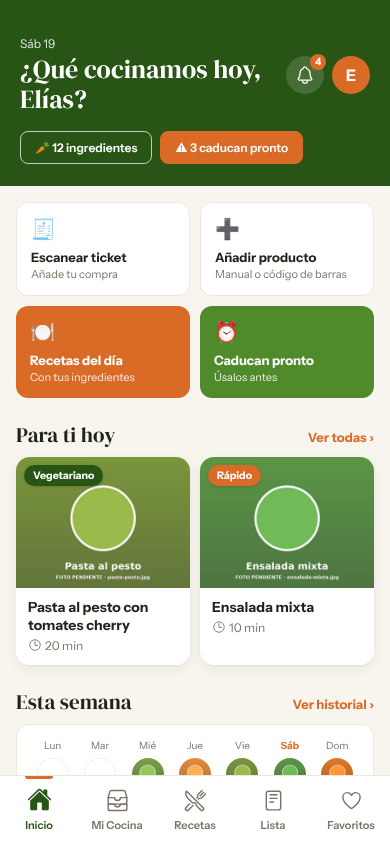 Sáb 19
¿Qué cocinamos hoy,
Elías?
4
E
12 ingredientes
3 caducan pronto
Escanear ticket
Añade tu compra
Añadir producto
Manual o código de barras
Recetas del día
Con tus ingredientes
Caducan pronto
Úsalos antes
Para ti hoy
Ver todas ›
Vegetariano
Pasta al pesto
FOTO PENDIENTE · pasta-pesto.jpg
Rápido
Ensalada mixta
FOTO PENDIENTE · ensalada-mixta.jpg
Pasta al pesto con
tomates cherry
20 min
Ensalada mixta
10 min
Esta semana
Ver historial ›
Lun Mar Mié Jue Vie Sáb Dom
Inicio Mi Cocina Recetas Lista Favoritos